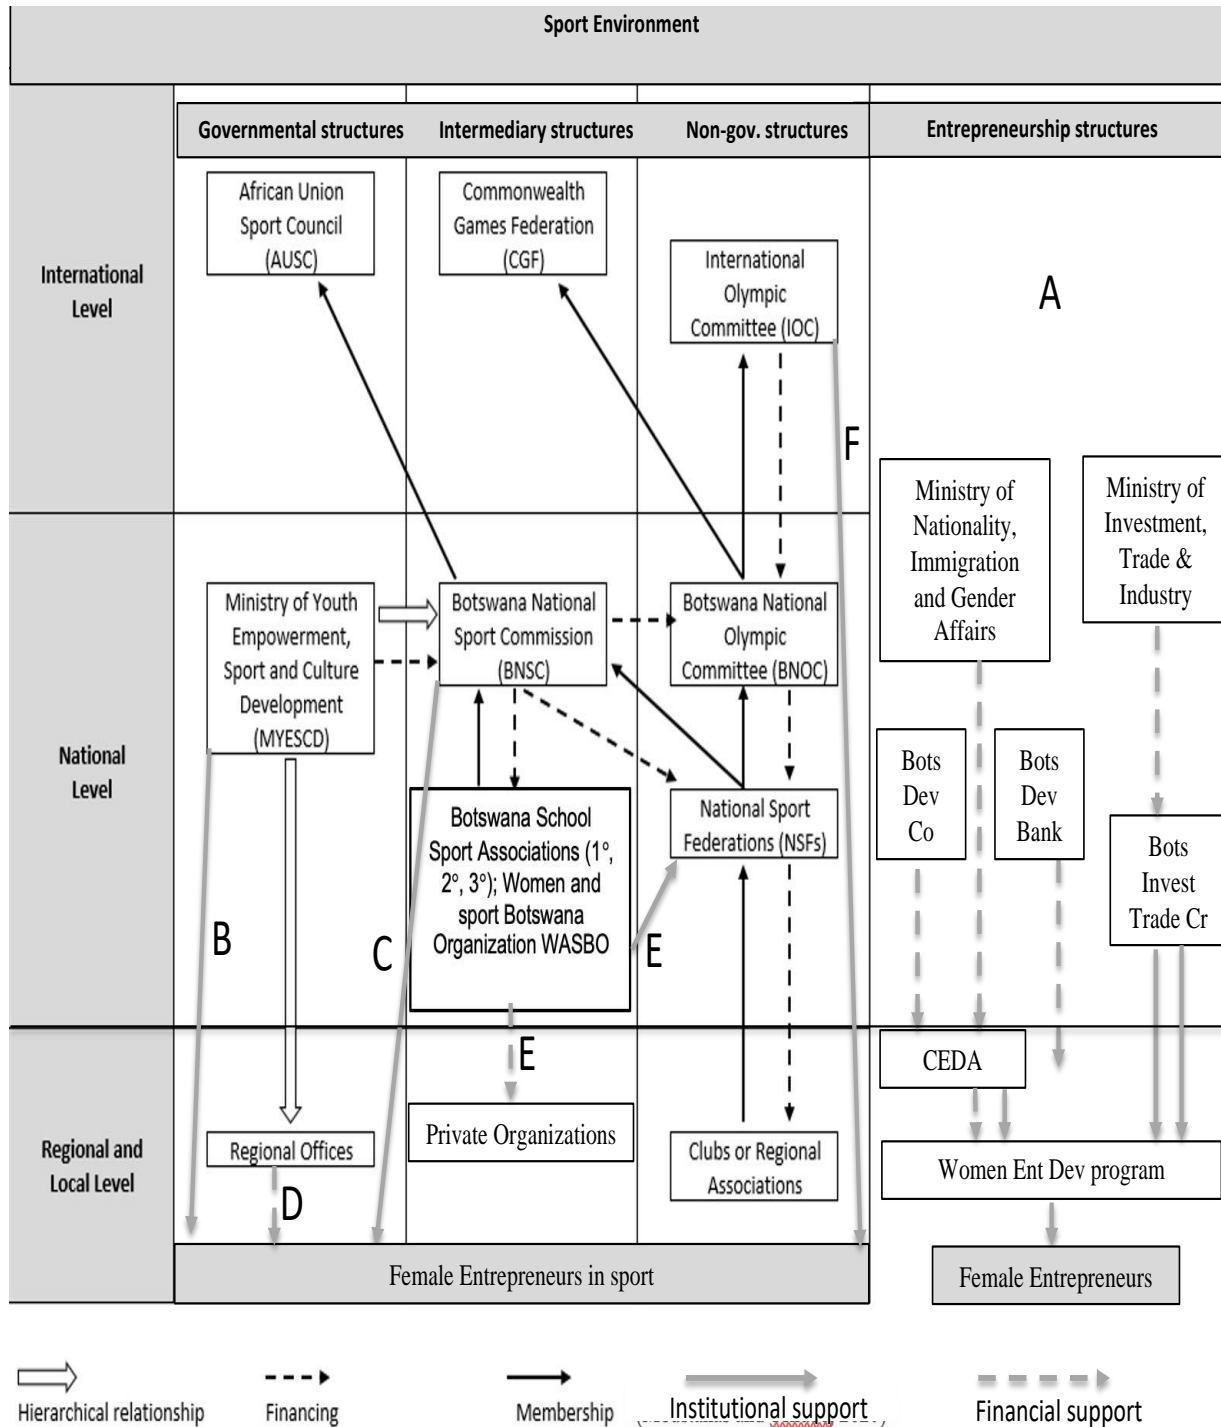 Sport Environment
Governmental structures
Intermediary structures
Non-gov. structures
Entrepreneurship structures
International
Level
African Union
Sport Council
(AUSC)
Commonwealth
Games Federation
(CGF)
International
Olympic
Committee (IOC)
A
F
Ministry of
Nationality,
Immigration
and Gender
Affairs
Ministry of
Investment,
Trade &
Industry
National
Level
Ministry of Youth
Empowerment,
Sport and Culture
Development
(MYESCD)
Botswana National
Sport Commission
(BNSC)
Botswana National
Olympic
Committee (BNOC)
Botswana School
Sport Associations (1°,
2°, 3°); Women and
sport Botswana
Organization WASBO
National Sport
Federations (NSFs)
Bots
Dev
Co
Bots
Dev
Bank
Bots
Invest
Trade Cr
B
C
E
E
Regional and
Local Level
Regional Offices
D
Private Organizations
Clubs or Regional
Associations
CEDA
Women Ent Dev program
Female Entrepreneurs in sport
Female Entrepreneurs
Hierarchical relationship
Financing
Membership
Institutional support
Financial support